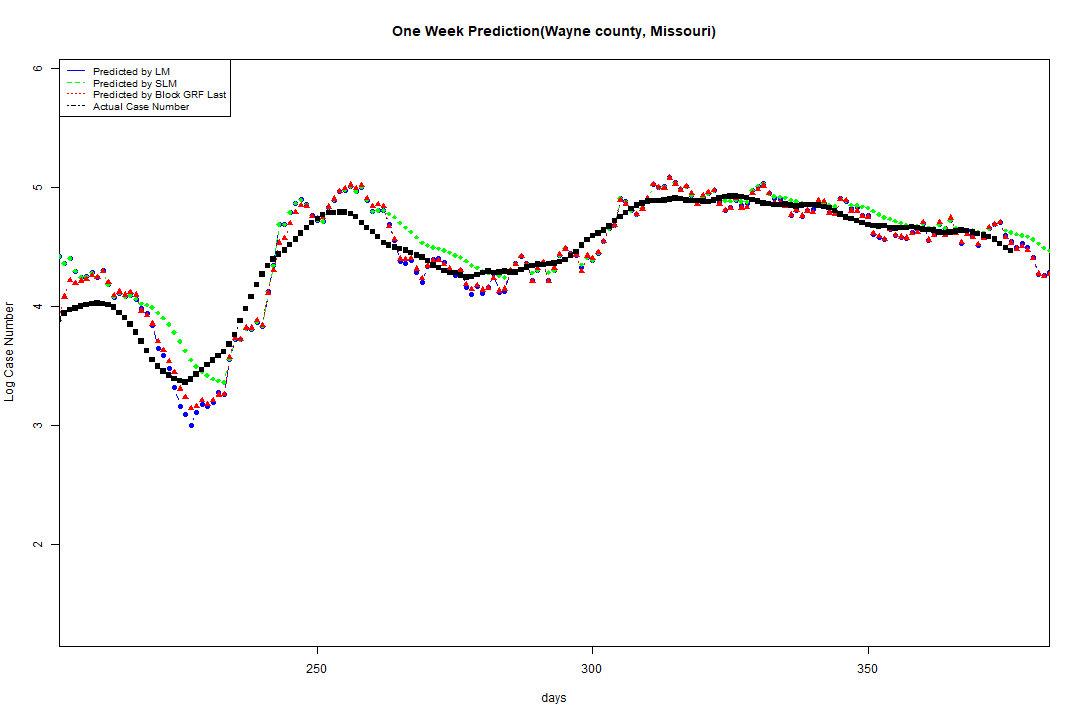 One Week Prediction(Wayne county, Missouri)
Predicted by LM
Predicted by SLM
Predicted by Block GRF Last
Actual Case Number
6
5
4
3
2
Log Case Number
250
300
350
days